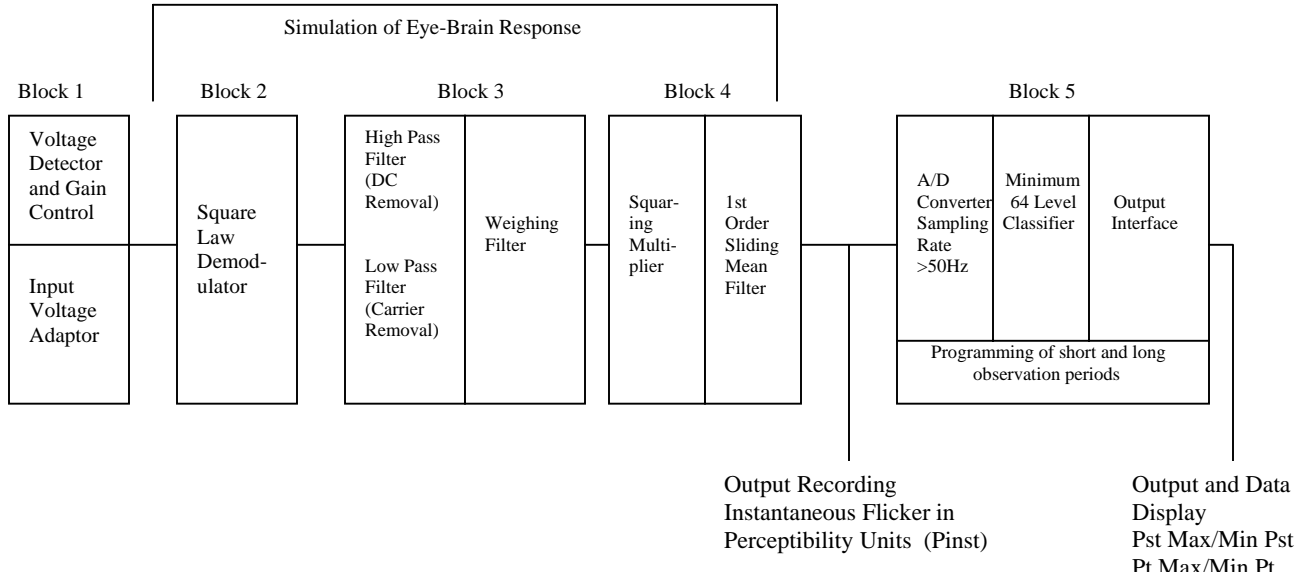 Simulation of Eye-Brain Response
Block 1
Block 2
Block 3
Block 4
Block 5
Voltage
Detector
and Gain
Control
Input
Voltage
Adaptor
Square
Law
Demod-
ulator
High Pass
Filter
(DC
Removal)
Low Pass
Filter
(Carrier
Removal)
Weighing
Filter
Squar-
ing
Multi-
plier
1st
Order
Sliding
Mean
Filter
A/D
Converter
Sampling
Rate
>50Hz
Minimum
64 Level
Classifier
Output
Interface
Programming of short and long
observation periods
Output Recording
Instantaneous Flicker in
Perceptibility Units (Pinst)
Output and Data
Display
Pst Max/Min Pst
Pt Max/Min Pt